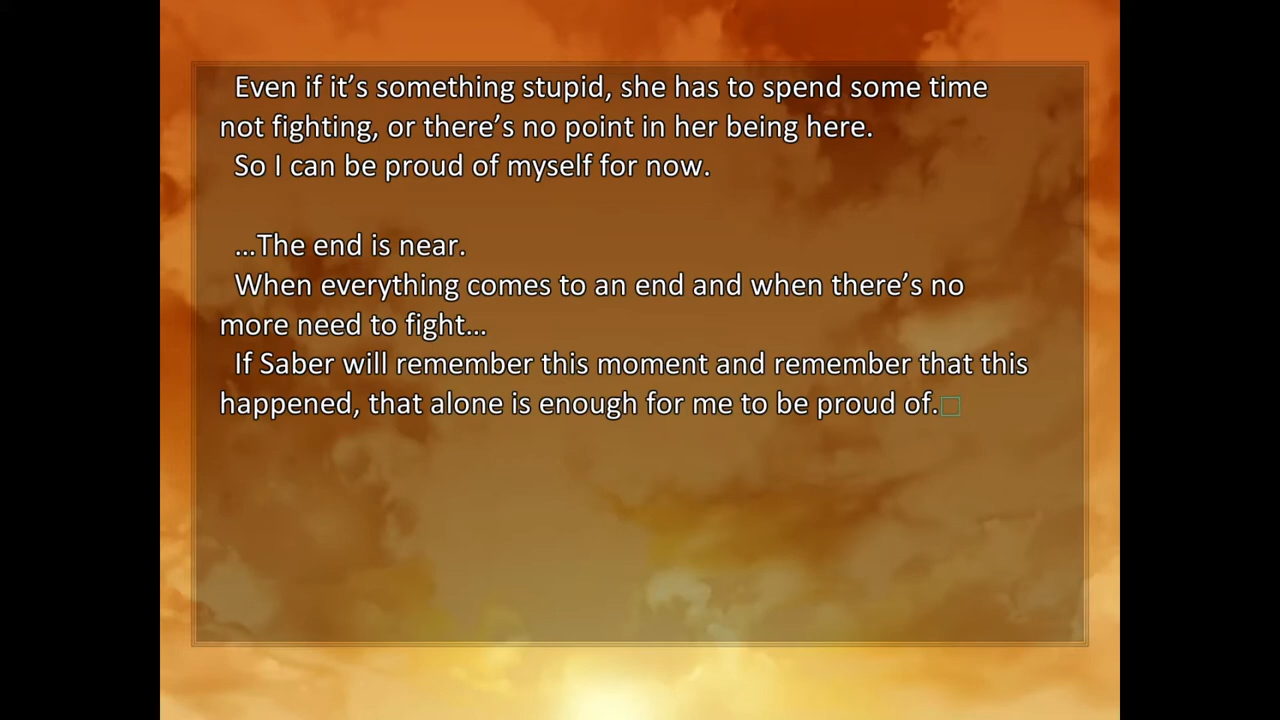 Even if it’s something stupid, she has to spend some time
not fighting, or there’s no point in her being here.
So I can be proud of myself for now.
…The end is near.
When everything comes to an end and when there’s no
more need to fight…
If Saber will remember this moment and remember that this
happened, that alone is enough for me to be proud of.